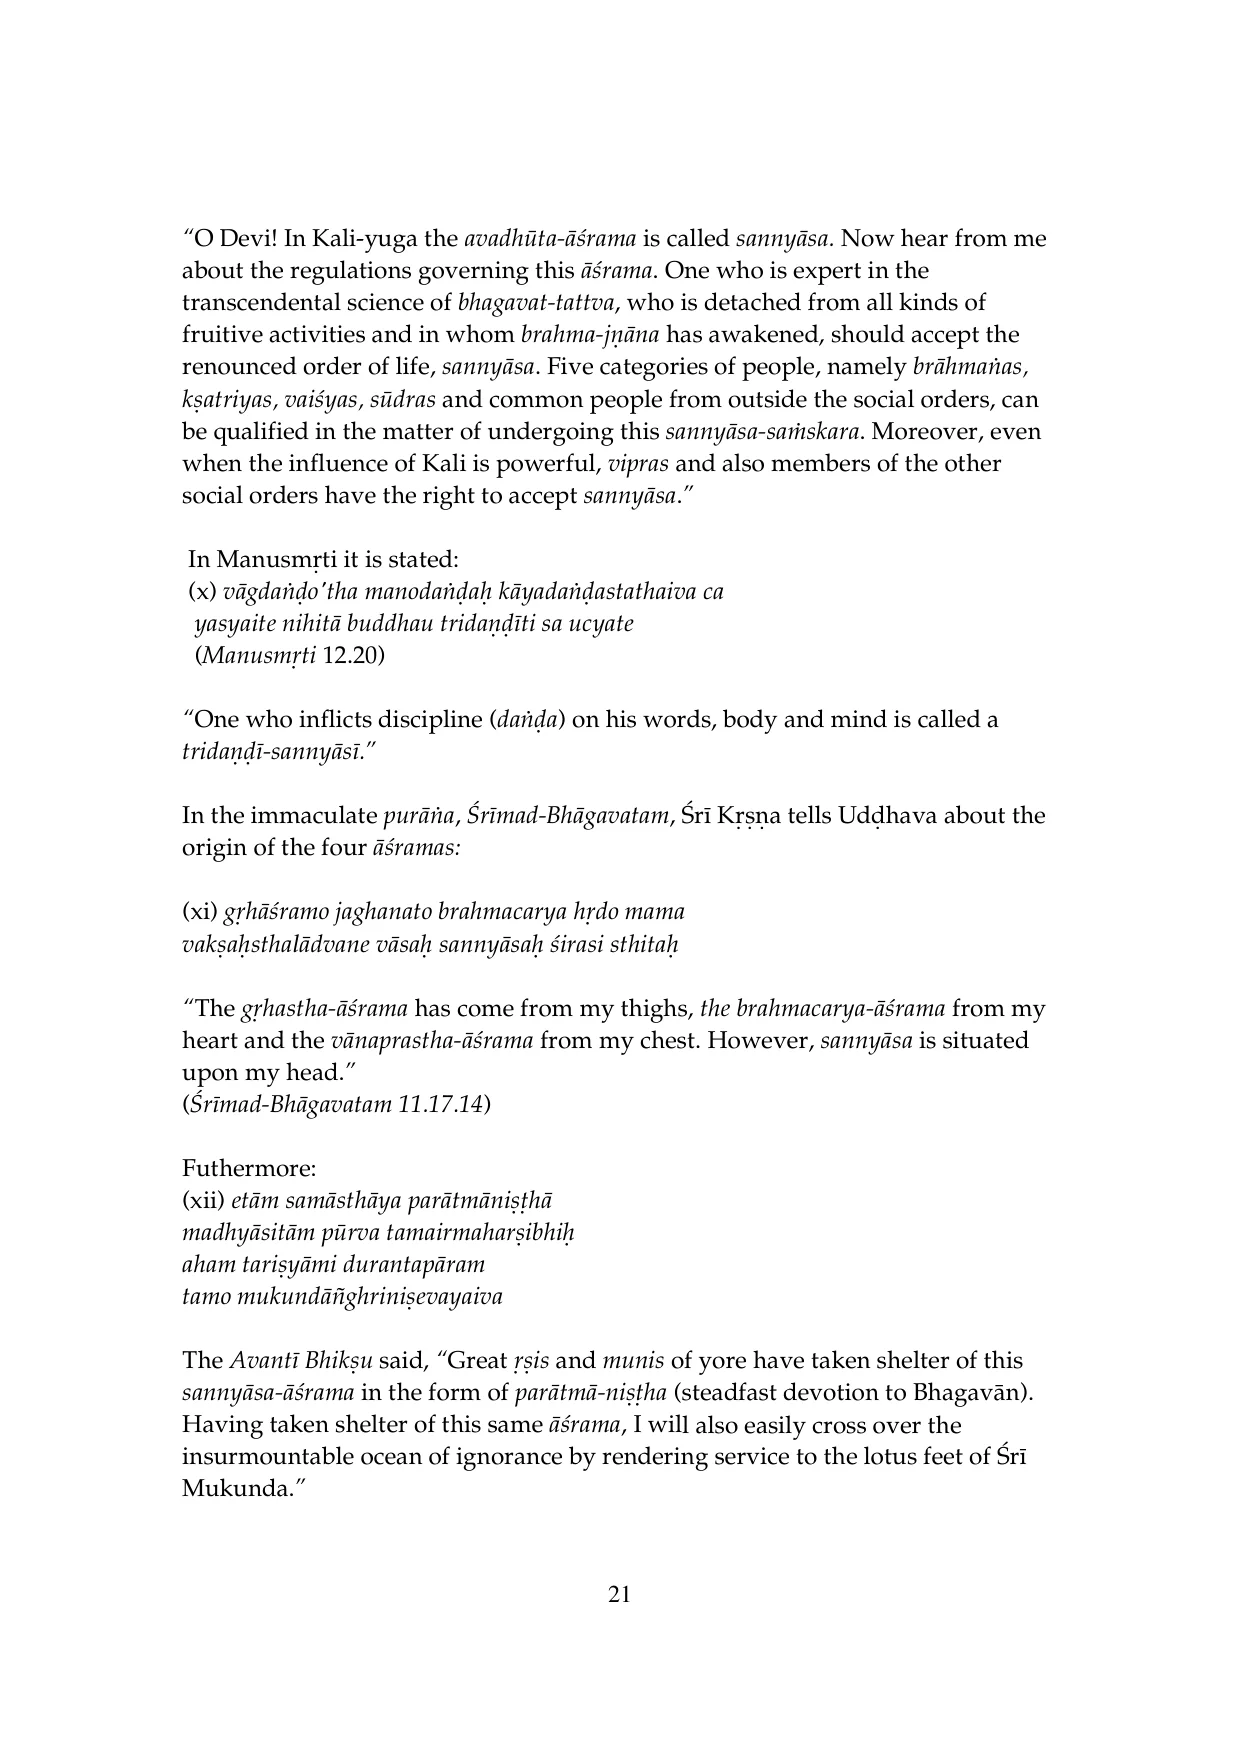 “O Devi! In Kali-yuga the avadhūta-āśrama is called sannyāsa. Now hear from me
about the regulations governing this āśrama. One who is expert in the
transcendental science of bhagavat-tattva, who is detached from all kinds of
fruitive activities and in whom brahma-jṇāna has awakened, should accept the
renounced order of life, sannyāsa. Five categories of people, namely brāhmaṅas,
kṣatriyas, vaiśyas, sūdras and common people from outside the social orders, can
be qualified in the matter of undergoing this sannyāsa-saṁskara. Moreover, even
when the influence of Kali is powerful, vipras and also members of the other
social orders have the right to accept sannyāsa.”
In Manusmṛti it is stated:
(x) vāgdaṅḍo'tha manodaṅḍaḥ kāyadaṅḍastathaiva ca
yasyaite nihitā buddhau tridaṇḍīti sa ucyate
(Manusmṛti 12.20)
“One who inflicts discipline (daṅḍa) on his words, body and mind is called a
tridaṇḍī-sannyāsī.”
In the immaculate purāṅa, Śrīmad-Bhāgavatam, Śrī Kṛṣṇa tells Uḍḍhava about the
origin of the four āśramas:
(xi) gṛhāśramo jaghanato brahmacarya hṛdo mama
vakṣaḥsthalādvane vāsaḥ sannyāsaḥ śirasi sthitaḥ
“The gṛhastha-āśrama has come from my thighs, the brahmacarya-āśrama from my
heart and the vānaprastha-āśrama from my chest. However, sannyāsa is situated
upon my head.”
(Śrīmad-Bhāgavatam 11.17.14)
Futhermore:
(xii) etām samāsthāya parātmāniṣṭhā
madhyāsitām pūrva tamairmaharṣibhiḥ
aham tariṣyāmi durantapāram
tamo mukundāñghriniṣevayaiva
The Avantī Bhikṣu said, “Great ṛṣis and munis of yore have taken shelter of this
sannyāsa-āśrama in the form of parātmā-niṣṭha (steadfast devotion to Bhagavān).
Having taken shelter of this same āśrama, I will also easily cross over the
insurmountable ocean of ignorance by rendering service to the lotus feet of Śrī
Mukunda.”
21